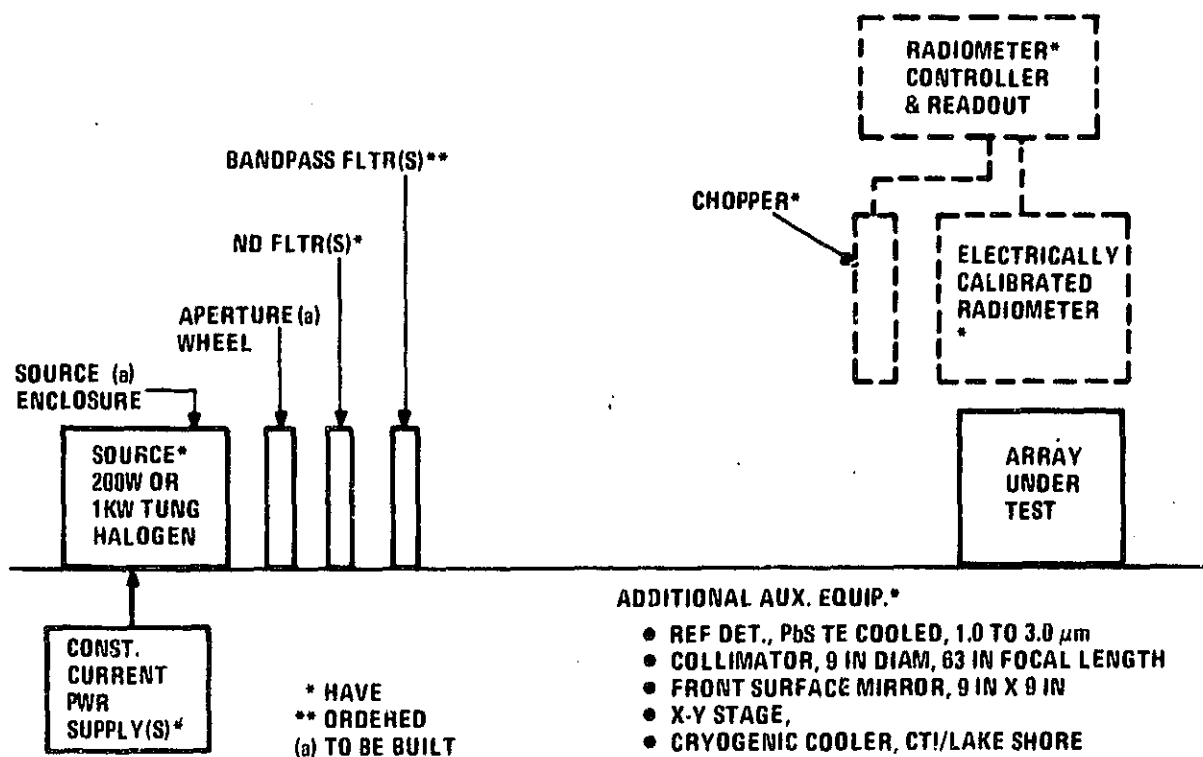 RADIOMETER*
CONTROLLER
& READOUT
BANDPASS FLTR(S)**
CHOPPER*
ND FLTR(S)*
ELECTRICALLY
CALIBRATED
RADIOMETER
*
APERTURE (a)
WHEEL
SOURCE (a)
ENCLOSURE
SOURCE*
200W OR
1KW TUNG
HALOGEN
ARRAY
UNDER
TEST
CONST.
CURRENT
PWR
SUPPLY(S)*
* HAVE
** ORDERED
(a) TO BE BUILT
ADDITIONAL AUX. EQUIP.*
● REF DET., PbS TE COOLED, 1.0 TO 3.0 μm
● COLLIMATOR, 9 IN DIAM, 63 IN FOCAL LENGTH
● FRONT SURFACE MIRROR, 9 IN X 9 IN
● X-Y STAGE,
● CRYOGENIC COOLER, CTI/LAKE SHORE